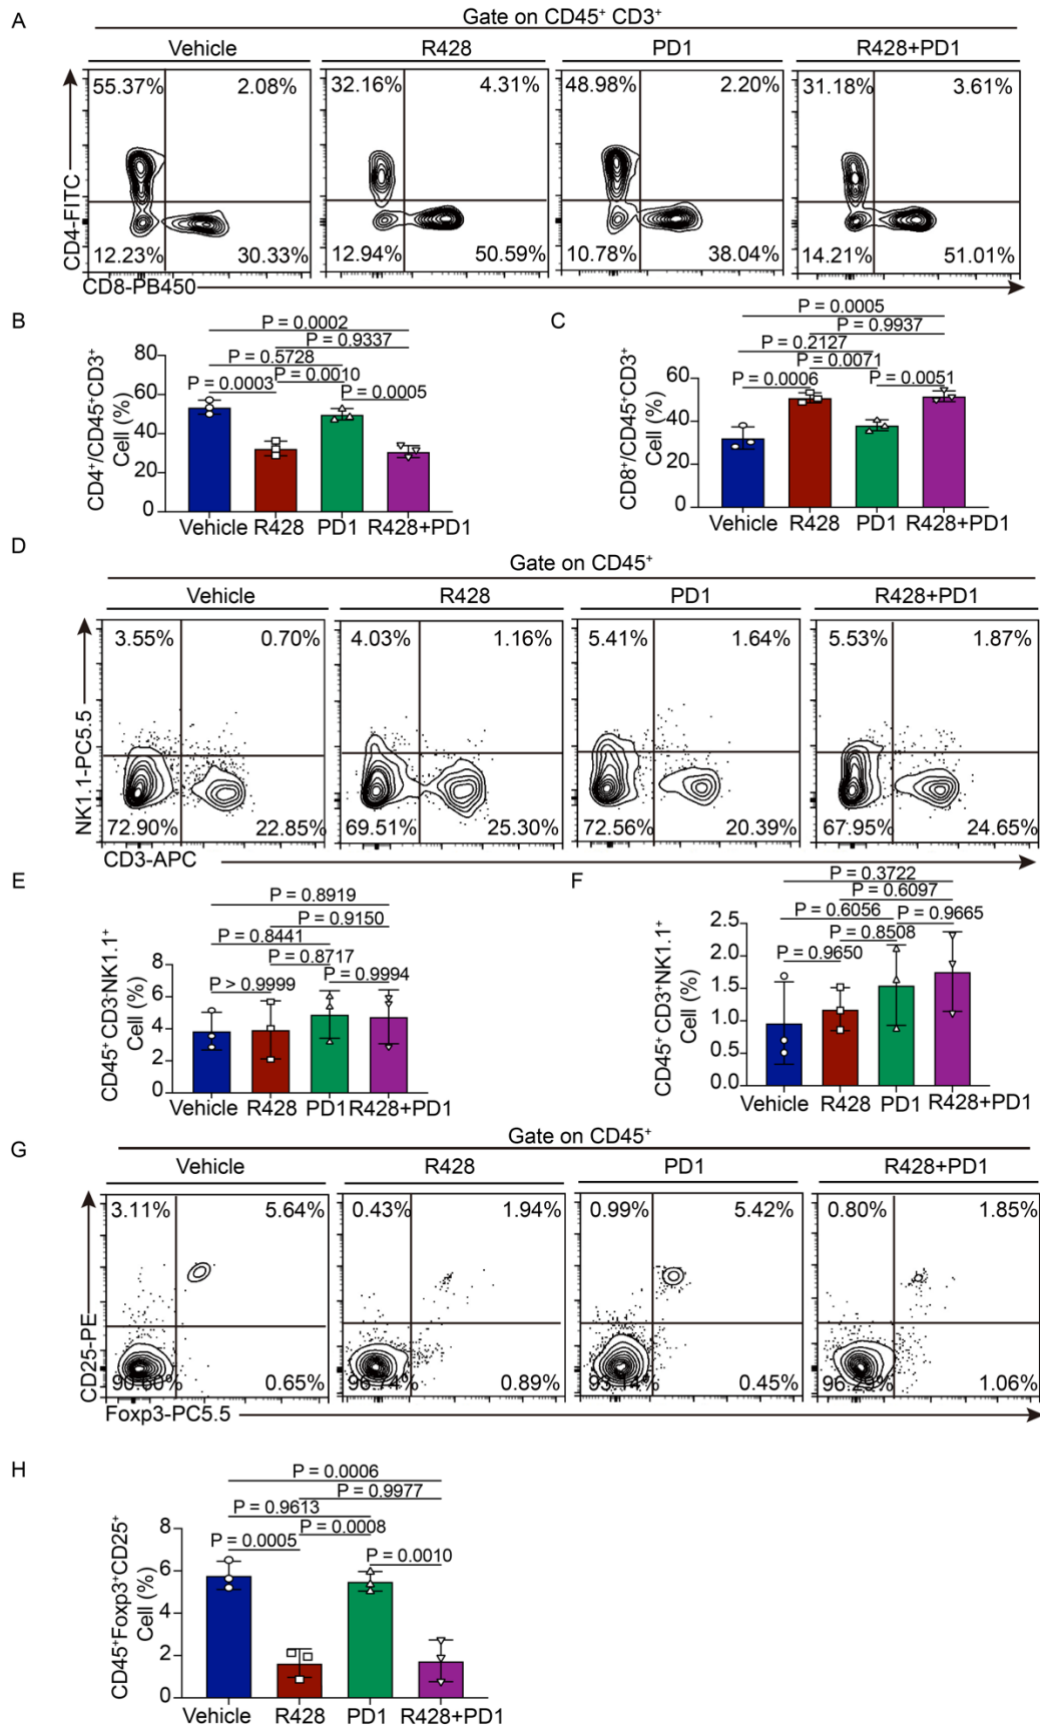 A
Gate on CD45⁺ CD3⁺
Vehicle R428 PD1 R428+PD1
55.37% 2.08% 32.16% 4.31% 48.98% 2.20% 31.18% 3.61%
CD4-FITC
12.23% 30.33% 12.94% 50.59% 10.78% 38.04% 14.21% 51.01%
CD8-PB450
B
P = 0.0002
P = 0.9337
P = 0.5728
P = 0.0010
P = 0.0003
P = 0.0005
CD4⁺/CD45⁺CD3⁺
Cell (%)
80
60
40
20
0
Vehicle R428 PD1 R428+PD1
C
P = 0.0005
P = 0.9937
P = 0.2127
P = 0.0071
P = 0.0006
P = 0.0051
CD8⁺/CD45⁺CD3⁺
Cell (%)
60
40
20
0
Vehicle R428 PD1 R428+PD1
D
Gate on CD45⁺
Vehicle R428 PD1 R428+PD1
3.55% 0.70% 4.03% 1.16% 5.41% 1.64% 5.53% 1.87%
NK1.1-PC5.5
72.90% 22.85% 69.51% 25.30% 72.56% 20.39% 67.95% 24.65%
CD3-APC
E
P = 0.8919
P = 0.9150
P = 0.8441
P = 0.8717
P > 0.9999
P = 0.9994
CD45⁺CD3⁻NK1.1⁺
Cell (%)
8
6
4
2
0
Vehicle R428 PD1 R428+PD1
F
P = 0.3722
P = 0.6097
P = 0.6056
P = 0.9665
P = 0.8508
P = 0.9650
CD45⁺CD3⁺NK1.1⁺
Cell (%)
2.5
2.0
1.5
1.0
0.5
0.0
Vehicle R428 PD1 R428+PD1
G
Gate on CD45⁺
Vehicle R428 PD1 R428+PD1
3.11% 5.64% 0.43% 1.94% 0.99% 5.42% 0.80% 1.85%
CD25-PE
90.60% 0.65% 96.74% 0.89% 93.14% 0.45% 96.29% 1.06%
Foxp3-PC5.5
H
P = 0.0006
P = 0.9977
P = 0.9613
P = 0.0008
P = 0.0005
P = 0.0010
CD45⁺Foxp3⁺CD25⁺
Cell (%)
8
6
4
2
0
Vehicle R428 PD1 R428+PD1